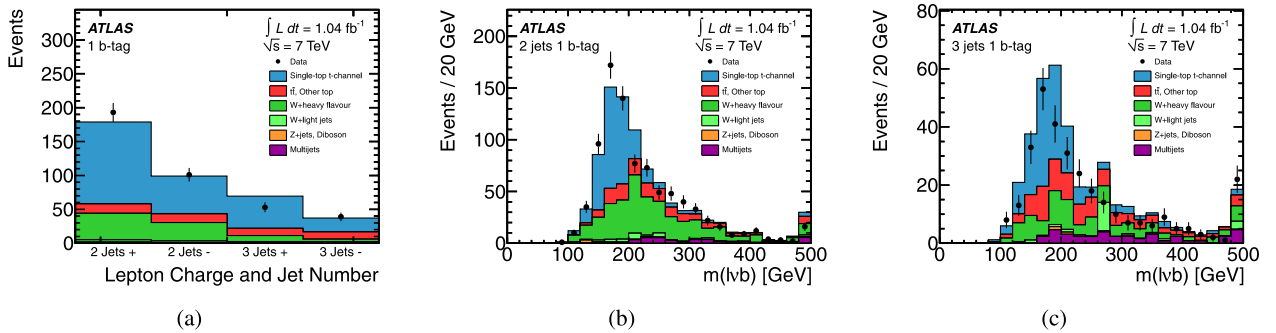 Events
350
300
250
200
150
100
50
0
ATLAS
1 b-tag
∫ L dt = 1.04 fb⁻¹
√s = 7 TeV
Data
Single-top t-channel
tt̄, Other top
W+heavy flavour
W+light jets
Z+jets, Diboson
Multijets
2 Jets +
2 Jets -
3 Jets +
3 Jets -
Lepton Charge and Jet Number
(a)
Events / 20 GeV
200
150
100
50
0
ATLAS
2 jets 1 b-tag
∫ L dt = 1.04 fb⁻¹
√s = 7 TeV
Data
Single-top t-channel
tt̄, Other top
W+heavy flavour
W+light jets
Z+jets, Diboson
Multijets
0 100 200 300 400 500
m(lνb) [GeV]
(b)
Events / 20 GeV
80
60
40
20
0
ATLAS
3 jets 1 b-tag
∫ L dt = 1.04 fb⁻¹
√s = 7 TeV
Data
Single-top t-channel
tt̄, Other top
W+heavy flavour
W+light jets
Z+jets, Diboson
Multijets
0 100 200 300 400 500
m(lνb) [GeV]
(c)